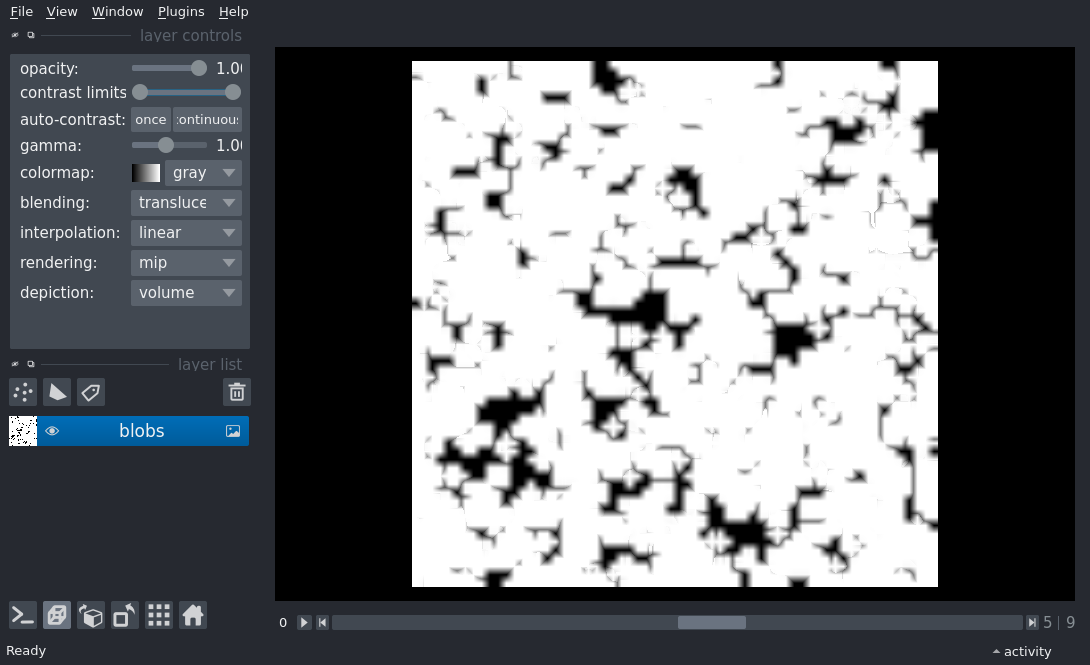 File View Window Plugins Help
layer controls
opacity: 1.0
contrast limits
auto-contrast: once continuous
gamma: 1.0
colormap: gray
blending: transluce
interpolation: linear
rendering: mip
depiction: volume
layer list
blobs
0 5 | 9
Ready activity